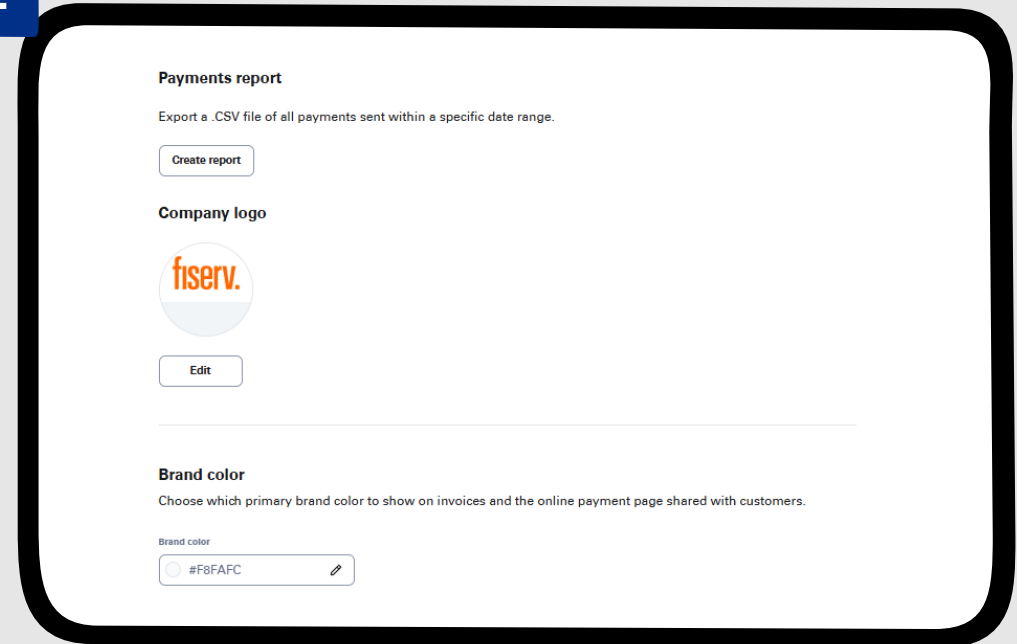 Payments report
Export a .CSV file of all payments sent within a specific date range.
Create report
Company logo
fiserv.
Edit
Brand color
Choose which primary brand color to show on invoices and the online payment page shared with customers.
Brand color
#F8FAFC